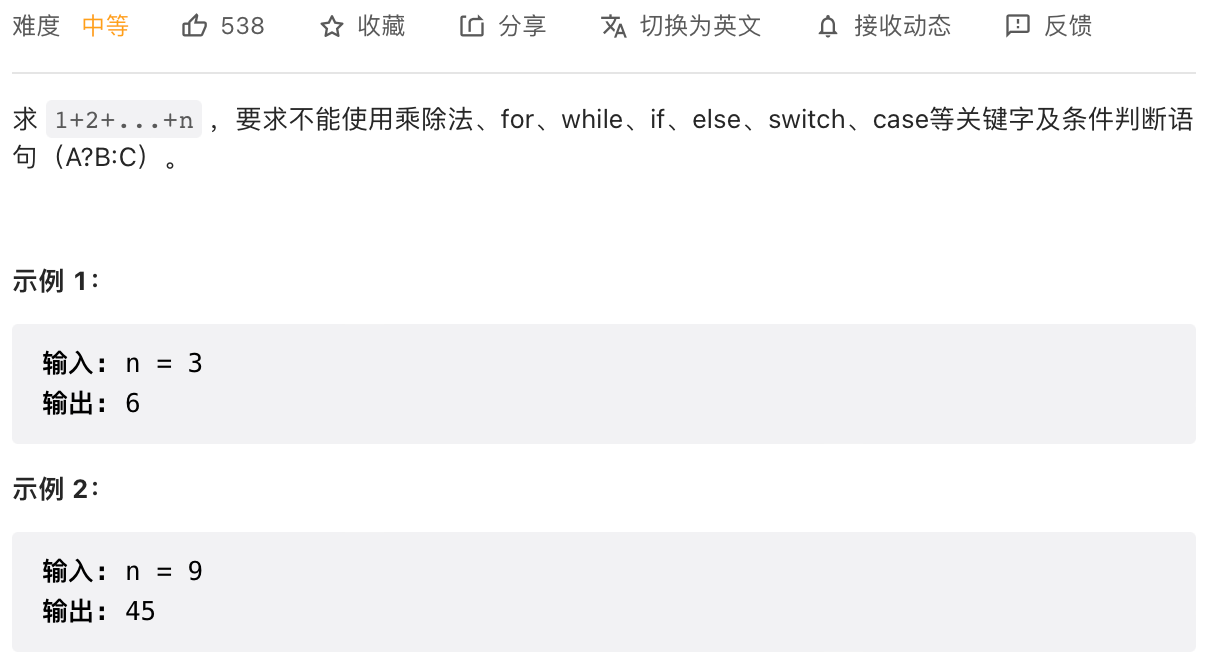 难度 中等 538 收藏 分享 切换为英文 接收动态 反馈
求 1+2+...+n ，要求不能使用乘除法、for、while、if、else、switch、case等关键字及条件判断语
句（A?B:C）。
示例 1：
输入: n = 3
输出: 6
示例 2：
输入: n = 9
输出: 45